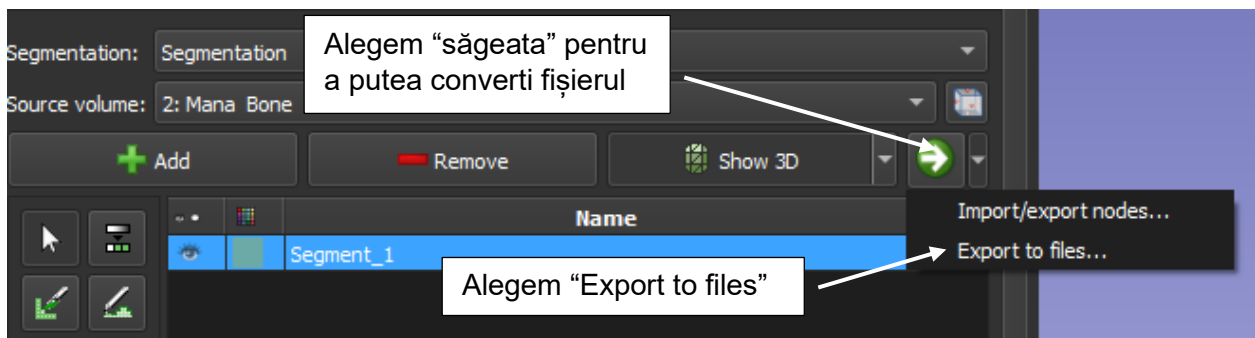 Segmentation: Segmentation
Alegem “săgeata” pentru
a putea converti fișierul
Source volume: 2: Mana Bone
Add Remove Show 3D
Name
Import/export nodes...
Segment_1
Export to files...
Alegem “Export to files”